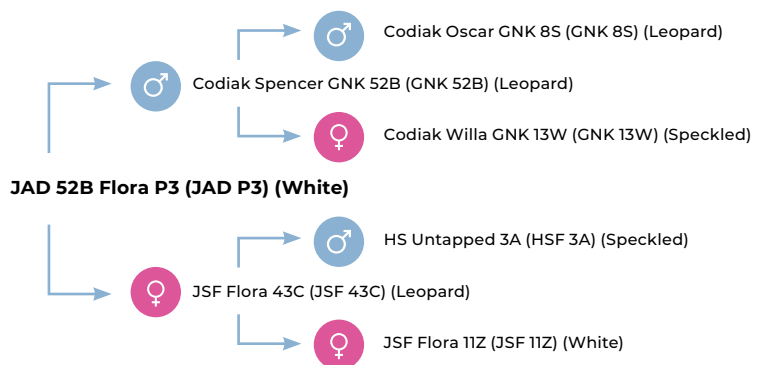 Codiak Oscar GNK 8S (GNK 8S) (Leopard)
Codiak Spencer GNK 52B (GNK 52B) (Leopard)
Codiak Willa GNK 13W (GNK 13W) (Speckled)
JAD 52B Flora P3 (JAD P3) (White)
HS Untapped 3A (HSF 3A) (Speckled)
JSF Flora 43C (JSF 43C) (Leopard)
JSF Flora 11Z (JSF 11Z) (White)